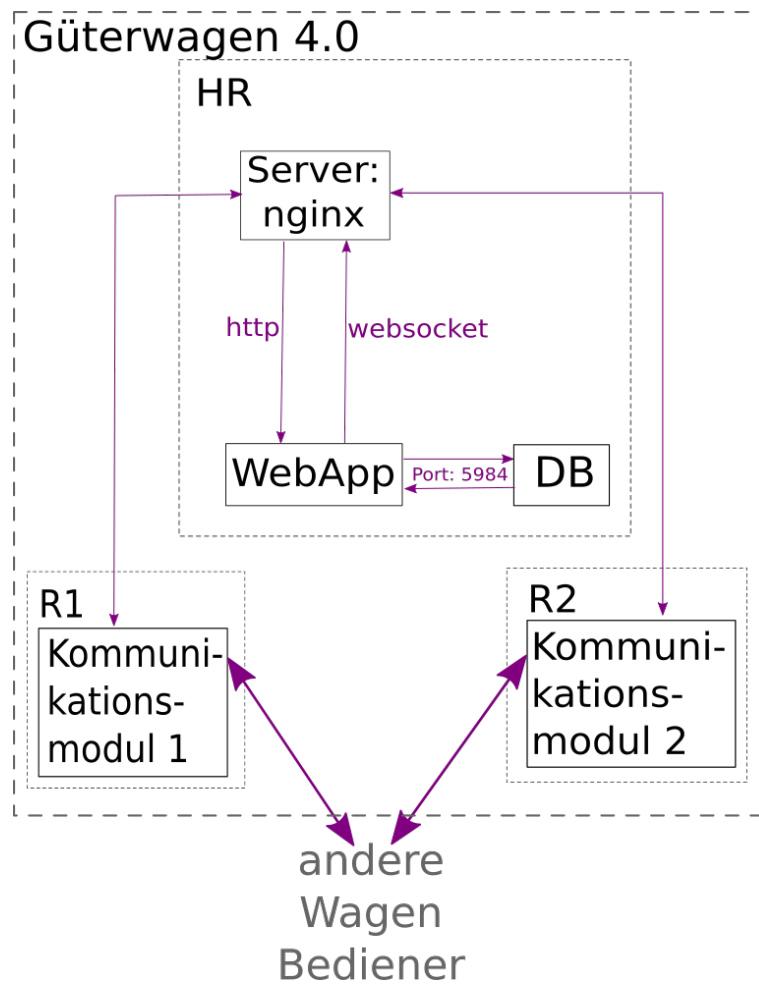 Güterwagen 4.0
HR
Server:
nginx
http
websocket
WebApp
Port: 5984
DB
R1
Kommuni-
kations-
modul 1
R2
Kommuni-
kations-
modul 2
andere
Wagen
Bediener